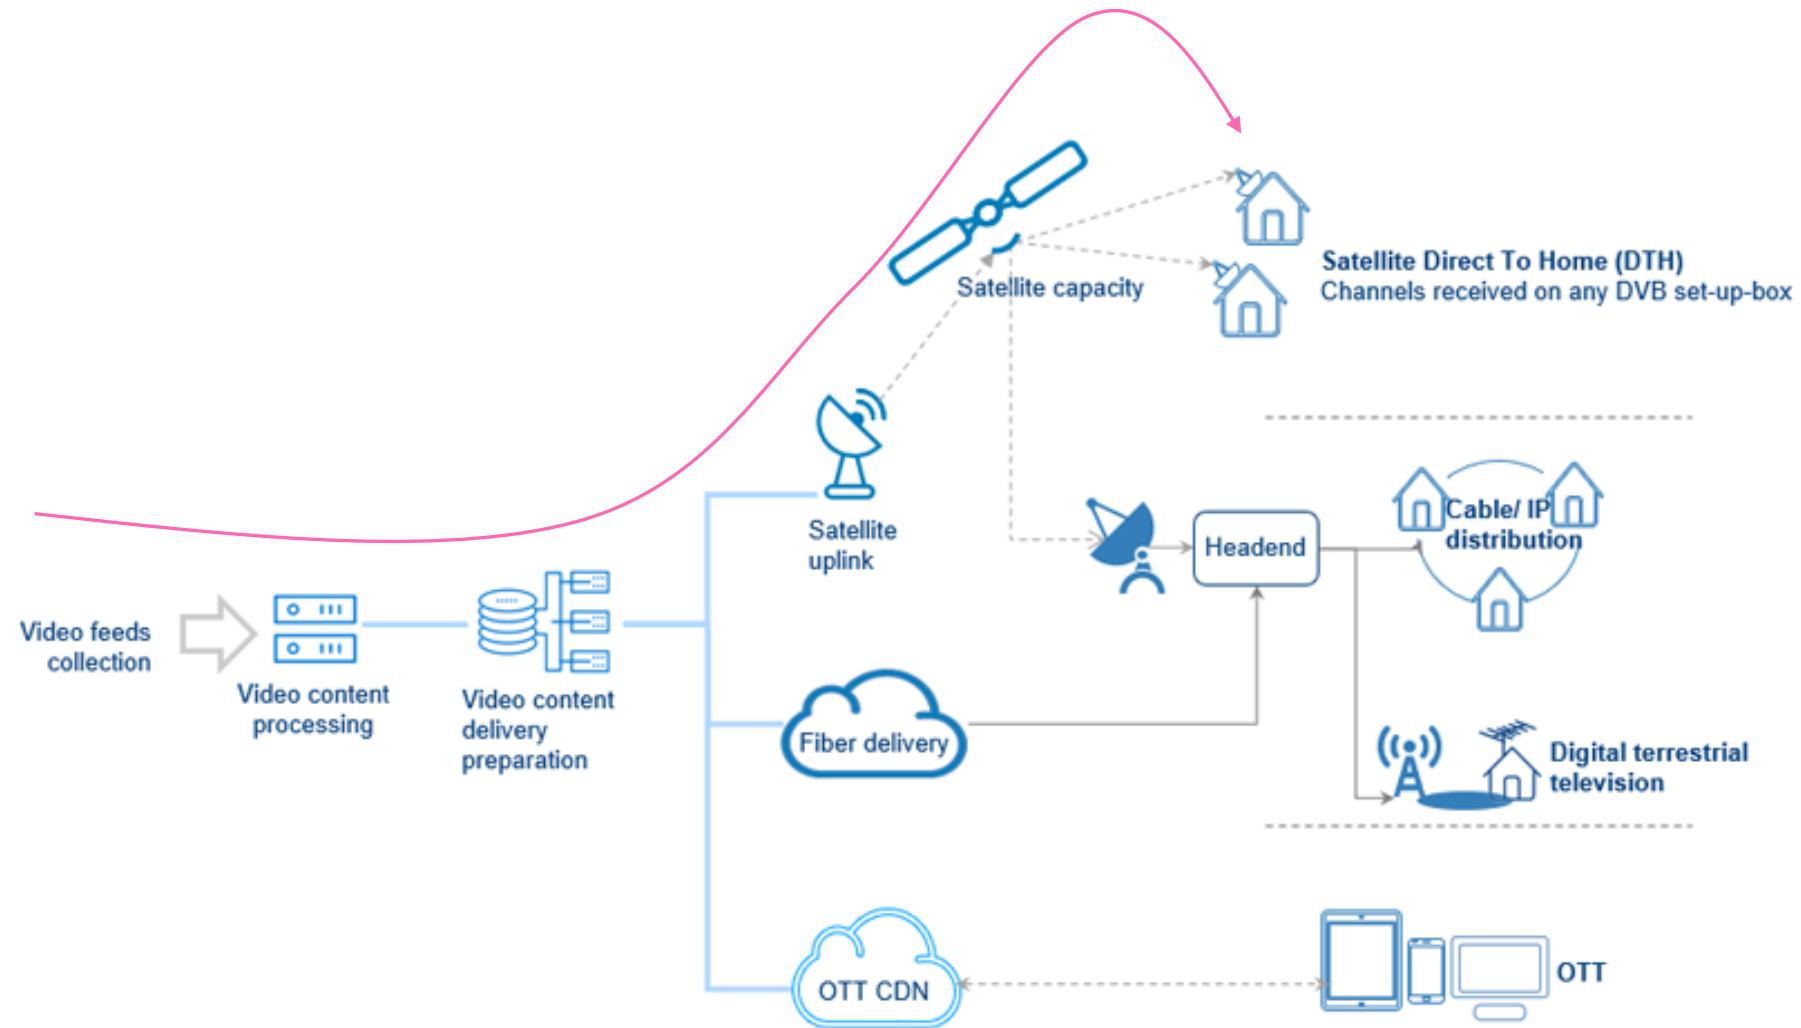 Satellite capacity
Satellite Direct To Home (DTH)
Channels received on any DVB set-up-box
Satellite
uplink
Headend
Cable/ IP
distribution
Video feeds
collection
Video content
processing
Video content
delivery
preparation
Fiber delivery
Digital terrestrial
television
OTT CDN
OTT